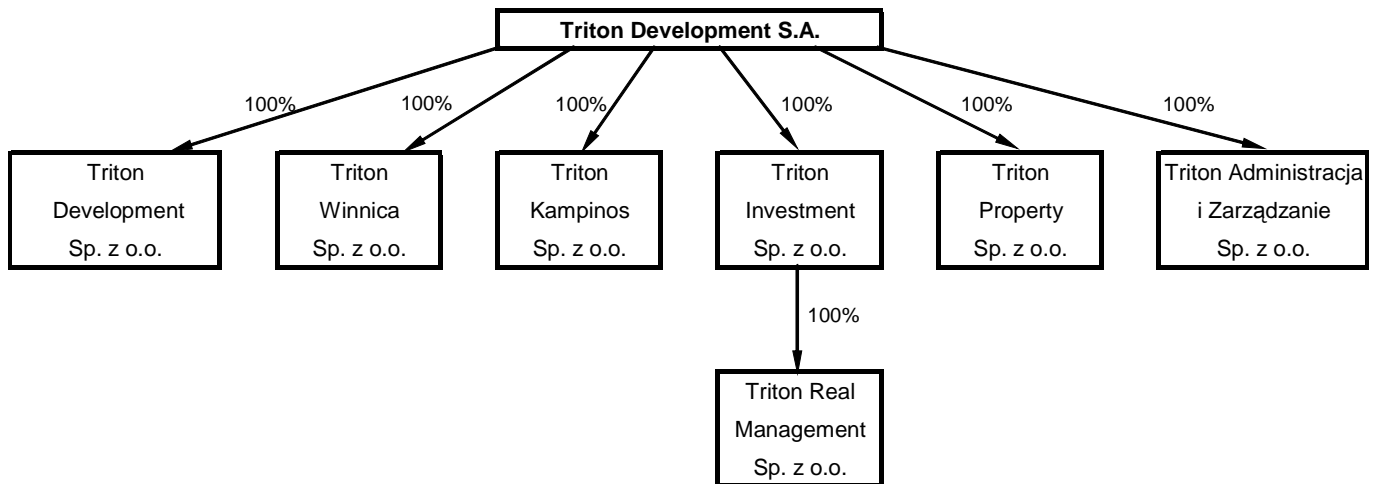 Triton Development S.A.
100%
100%
100%
100%
100%
100%
Triton
Development
Sp. z o.o.
Triton
Winnica
Sp. z o.o.
Triton
Kampinos
Sp. z o.o.
Triton
Investment
Sp. z o.o.
Triton
Property
Sp. z o.o.
Triton Administracja
i Zarządzanie
Sp. z o.o.
100%
Triton Real
Management
Sp. z o.o.